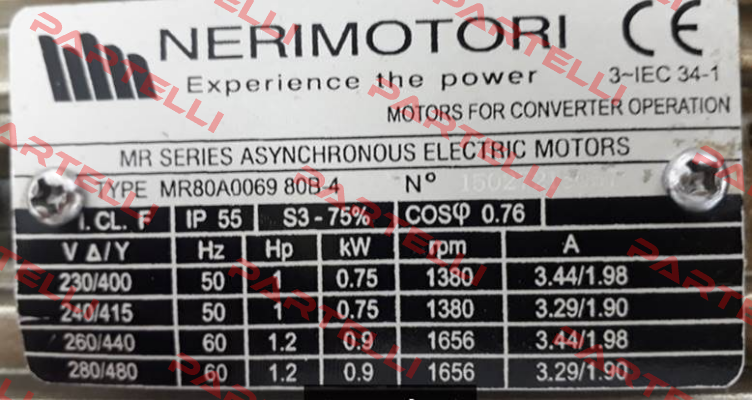 NERIMOTORI CE
Experience the power 3~IEC 34-1
MOTORS FOR CONVERTER OPERATION
MR SERIES ASYNCHRONOUS ELECTRIC MOTORS
TYPE MR80A0069 80B-4 Nº
I. CL. F IP 55 S3-75% COSφ 0.76
V Δ/Y Hz Hp kW rpm A
230/400 50 1 0.75 1380 3.44/1.98
240/415 50 1 0.75 1380 3.29/1.90
260/440 60 1.2 0.9 1656 3.44/1.98
280/480 60 1.2 0.9 1656 3.29/1.90
PARTELLI